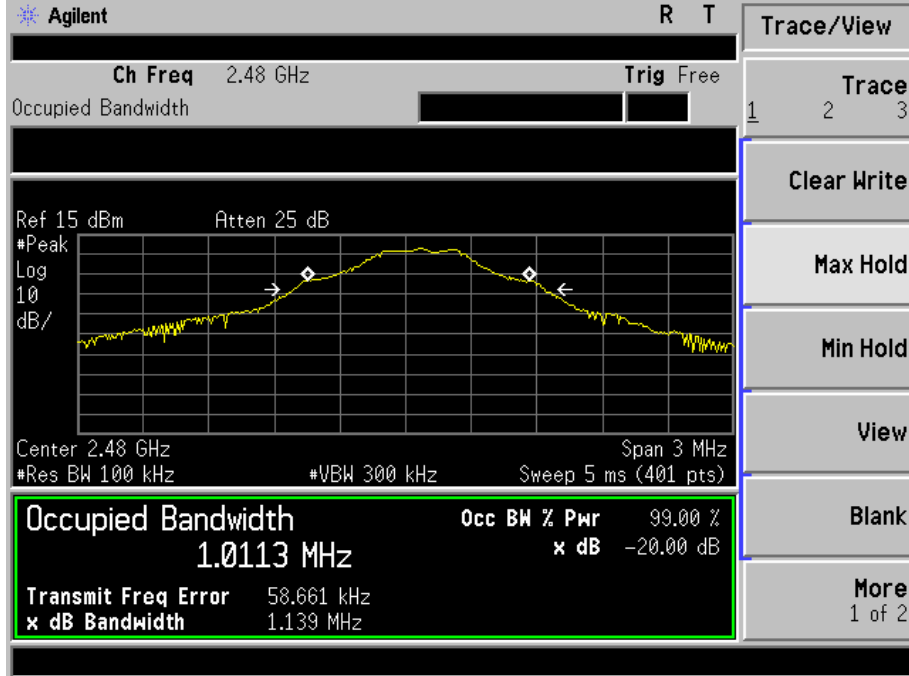 Agilent R T
Trace/View
Ch Freq 2.48 GHz Trig Free
Occupied Bandwidth
Trace
1 2 3
Clear Write
Max Hold
Min Hold
View
Blank
More
1 of 2
Ref 15 dBm Atten 25 dB
#Peak
Log
10
dB/
Center 2.48 GHz Span 3 MHz
#Res BW 100 kHz #VBW 300 kHz Sweep 5 ms (401 pts)
Occupied Bandwidth Occ BW % Pwr 99.00 %
1.0113 MHz x dB -20.00 dB
Transmit Freq Error 58.661 kHz
x dB Bandwidth 1.139 MHz